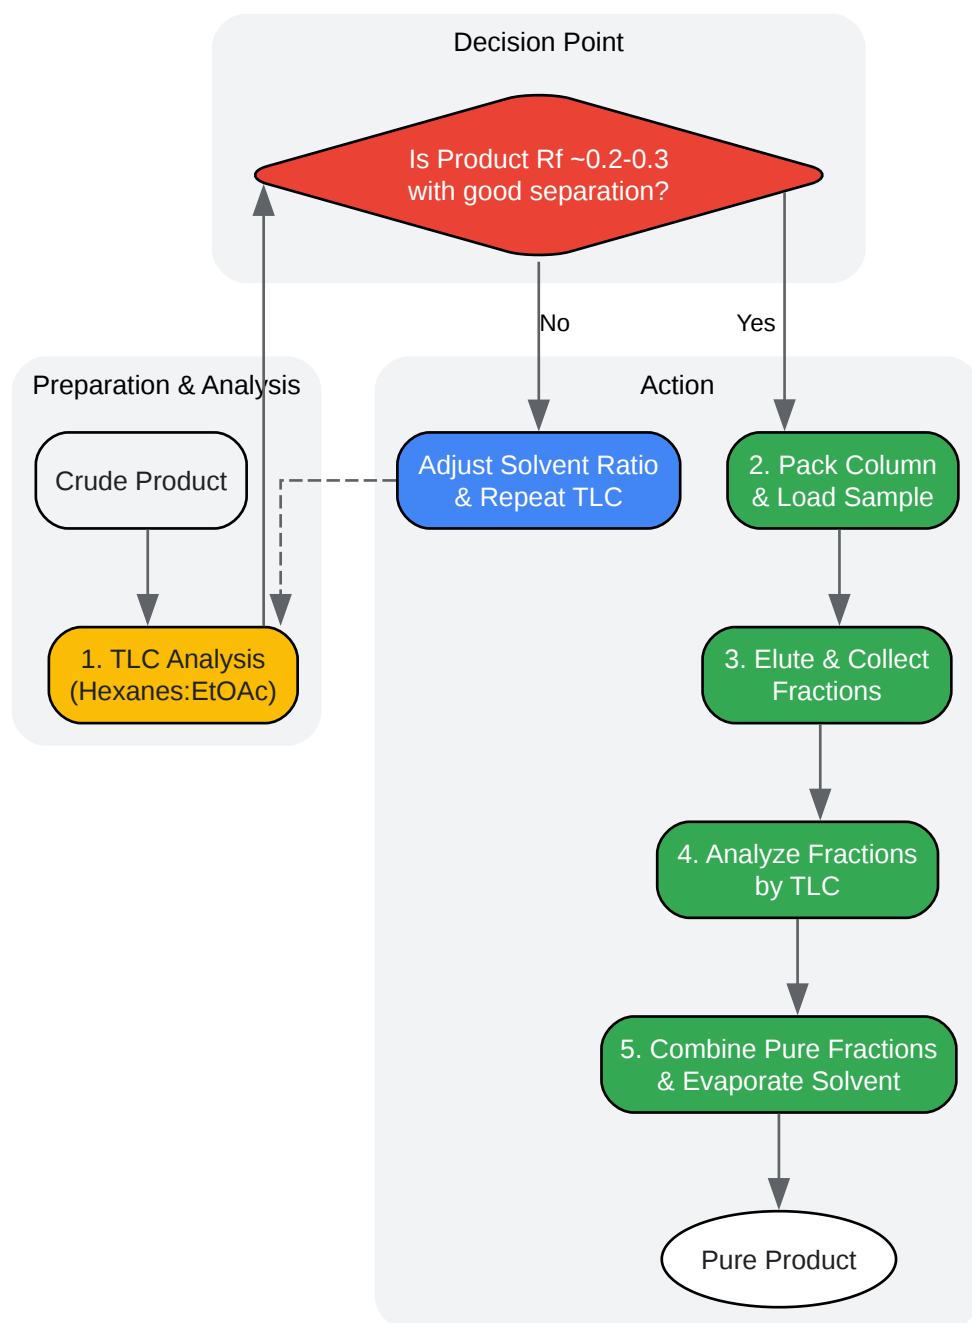 Decision Point
Is Product Rf ~0.2-0.3
with good separation?
No
Yes
Preparation & Analysis
Crude Product
1. TLC Analysis
(Hexanes:EtOAc)
Action
Adjust Solvent Ratio
& Repeat TLC
2. Pack Column
& Load Sample
3. Elute & Collect
Fractions
4. Analyze Fractions
by TLC
5. Combine Pure Fractions
& Evaporate Solvent
Pure Product